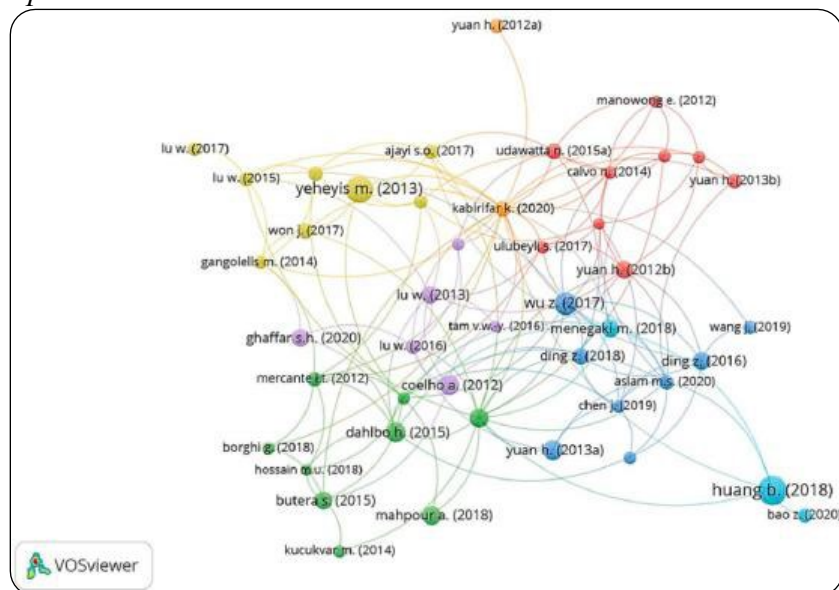 yuan h. (2012a)
manowong e. (2012)
lu w. (2017)
ajayi s.o. (2017)
udawatta n. (2015a)
lu w. (2015)
yeheyis m. (2013)
calvo n. (2014)
yuan h. (2013b)
kabirifar k. (2020)
won j. (2017)
ulubeyli s. (2017)
gangolells m. (2014)
yuan h. (2012b)
lu w. (2013)
wu z. (2017)
ghaffar s.h. (2020)
tam v.w.y. (2016)
menegaki m. (2018)
wang j. (2019)
lu w. (2016)
ding z. (2018)
ding z. (2016)
mercante i.t. (2012)
coelho a. (2012)
aslam m.s. (2020)
chen j. (2019)
dahlbo h. (2015)
borghi g. (2018)
yuan h. (2013a)
hossain m.u. (2018)
huang b. (2018)
butera s. (2015)
mahpour a. (2018)
bao z. (2020)
kucukvar m. (2014)
VOSviewer